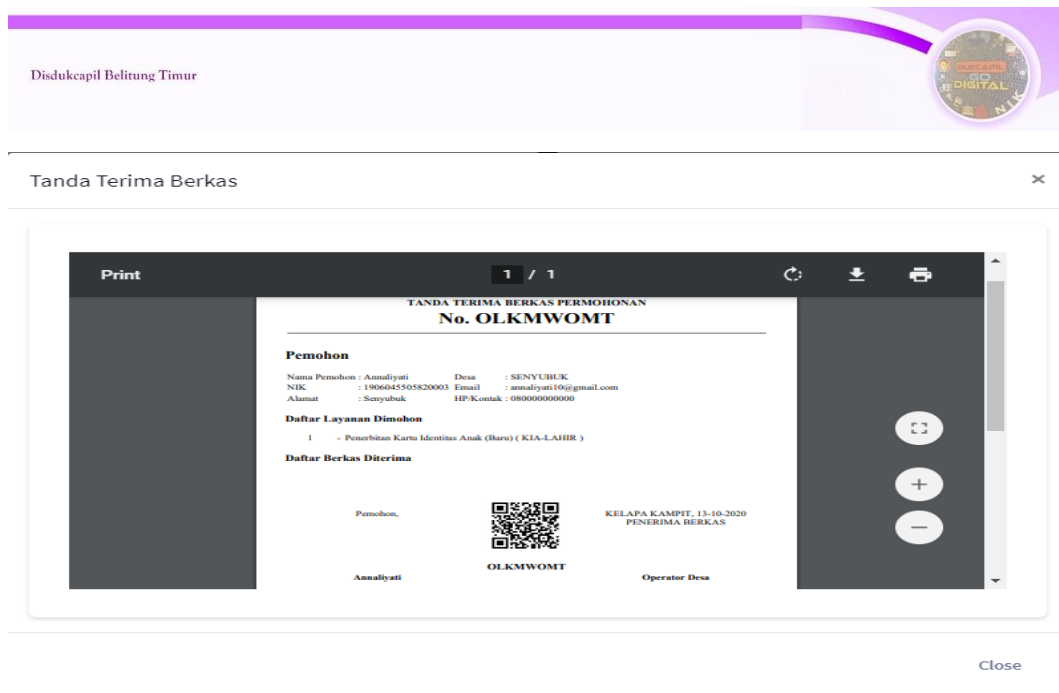 Disdukcapil Belitung Timur
DUKCAPIL
GO
DIGITAL
NIK
Tanda Terima Berkas ×
Print 1 / 1
TANDA TERIMA BERKAS PERMOHONAN
No. OLKMWOMT
Pemohon
Nama Pemohon : Annaliyati Desa : SENYUBUK
NIK : 1906045505820003 Email : annaliyati10@gmail.com
Alamat : Senyubuk HP/Kontak : 080000000000
Daftar Layanan Dimohon
1 - Penerbitan Kartu Identitas Anak (Baru) ( KIA-LAHIR )
Daftar Berkas Diterima
Pemohon, KELAPA KAMPIT, 13-10-2020
PENERIMA BERKAS
OLKMWOMT
Annaliyati Operator Desa
Close